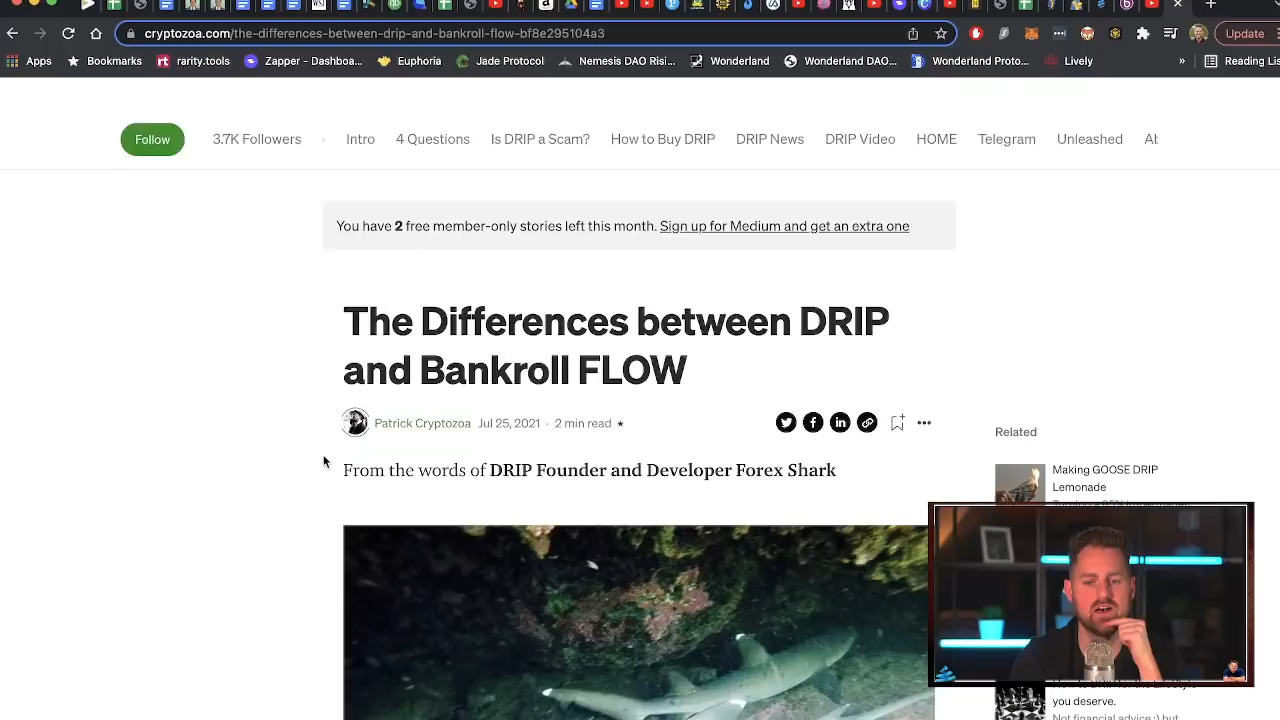 cryptozoa.com/the-differences-between-drip-and-bankroll-flow-bf8e295104a3
Update
Apps Bookmarks rarity.tools Zapper - Dashboa... Euphoria Jade Protocol Nemesis DAO Risi... Wonderland Wonderland DAO... Wonderland Proto... Lively » Reading Lis
Follow 3.7K Followers Intro 4 Questions Is DRIP a Scam? How to Buy DRIP DRIP News DRIP Video HOME Telegram Unleashed
You have 2 free member-only stories left this month. Sign up for Medium and get an extra one
The Differences between DRIP
and Bankroll FLOW
Patrick Cryptozoa Jul 25, 2021 · 2 min read
From the words of DRIP Founder and Developer Forex Shark
Related
Making GOOSE DRIP
Lemonade
you deserve.
Not financial advice :) but